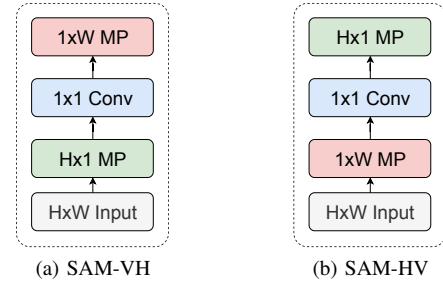 1xW MP
1x1 Conv
Hx1 MP
HxW Input
(a) SAM-VH
Hx1 MP
1x1 Conv
1xW MP
HxW Input
(b) SAM-HV